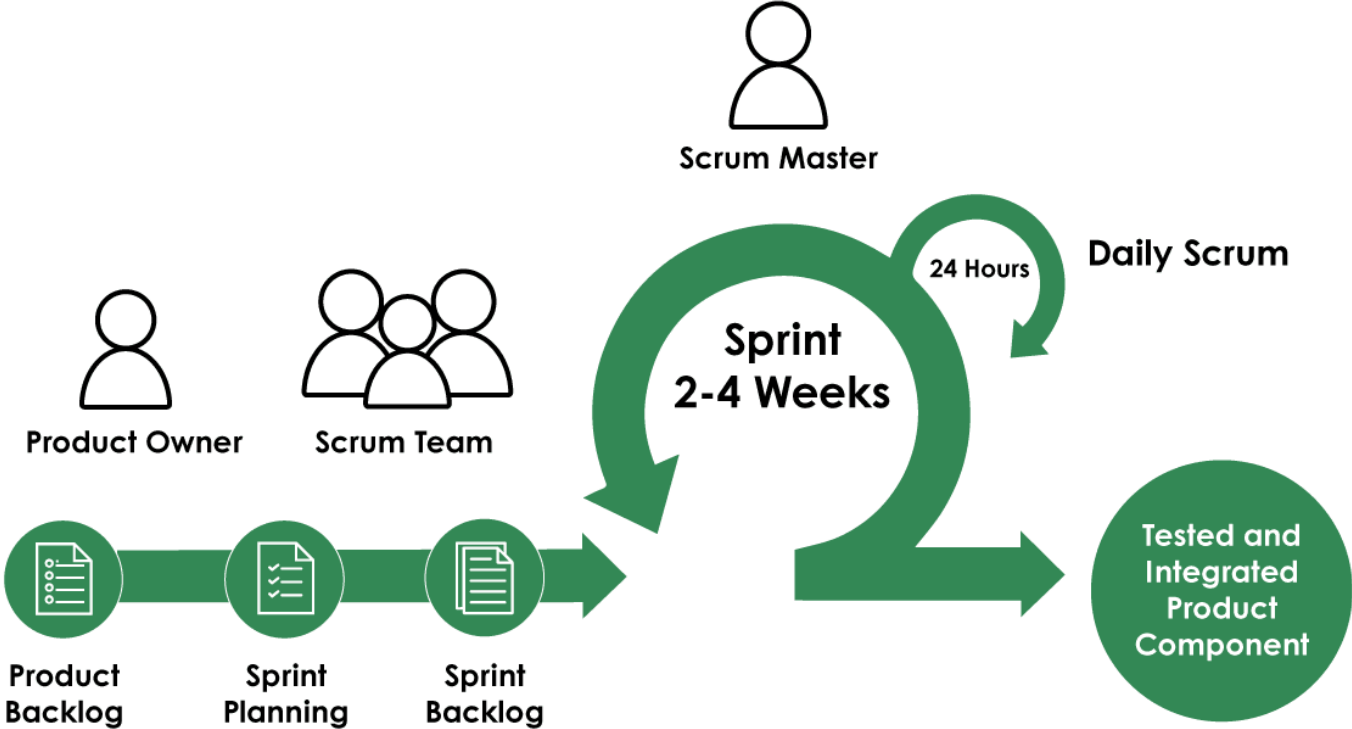 Scrum Master
24 Hours
Daily Scrum
Sprint
2-4 Weeks
Product Owner
Scrum Team
Tested and
Integrated
Product
Component
Product
Backlog
Sprint
Planning
Sprint
Backlog